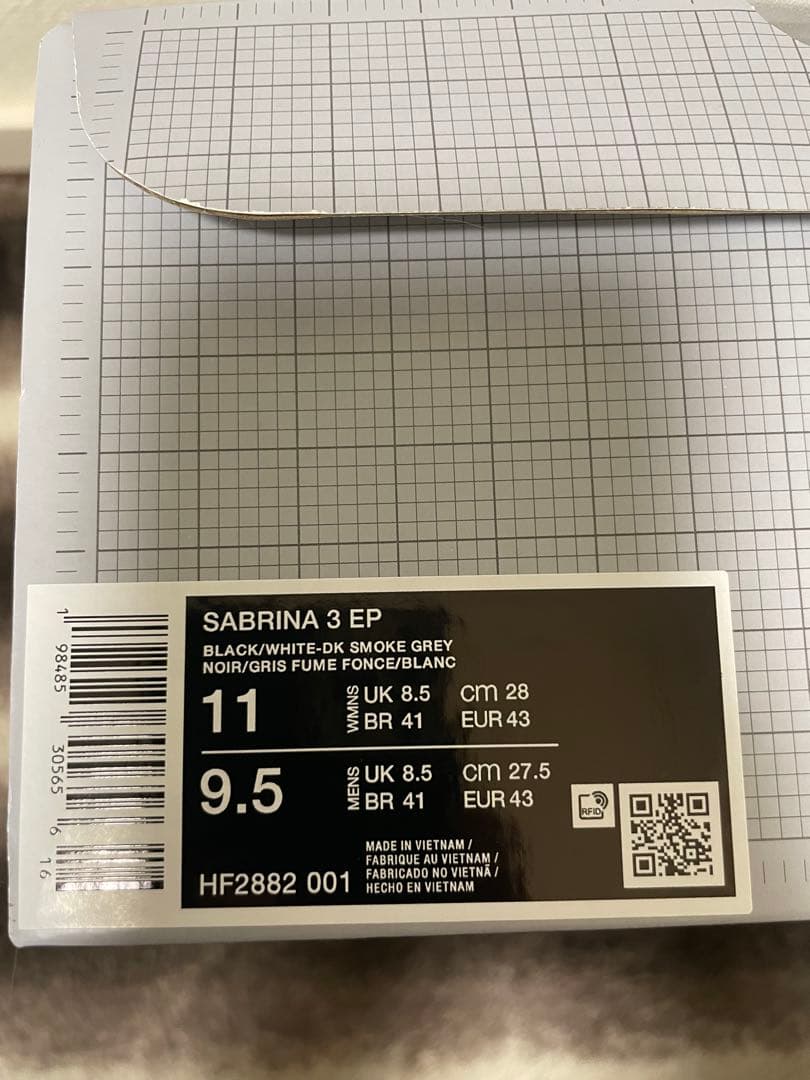 SABRINA 3 EP
BLACK/WHITE-DK SMOKE GREY
NOIR/GRIS FUME FONCE/BLANC
11 WMNS UK 8.5 cm 28
BR 41 EUR 43
9.5 MENS UK 8.5 cm 27.5
BR 41 EUR 43
RFID
HF2882 001
MADE IN VIETNAM /
FABRIQUE AU VIETNAM /
FABRICADO NO VIETNÃ /
HECHO EN VIETNAM
1 98485 30565 6 16